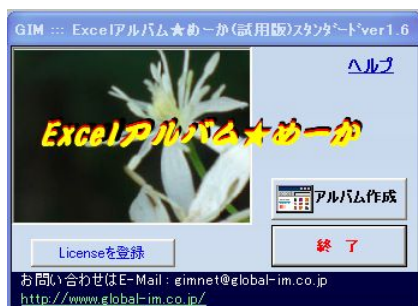 GIM ::: Excelアルバム★めーか(試用版)スタンダードver1.6
ヘルプ
Excelアルバム★めーか
アルバム作成
Licenseを登録
終 了
お問い合わせはE-Mail：gimnet@global-im.co.jp
http://www.global-im.co.jp/